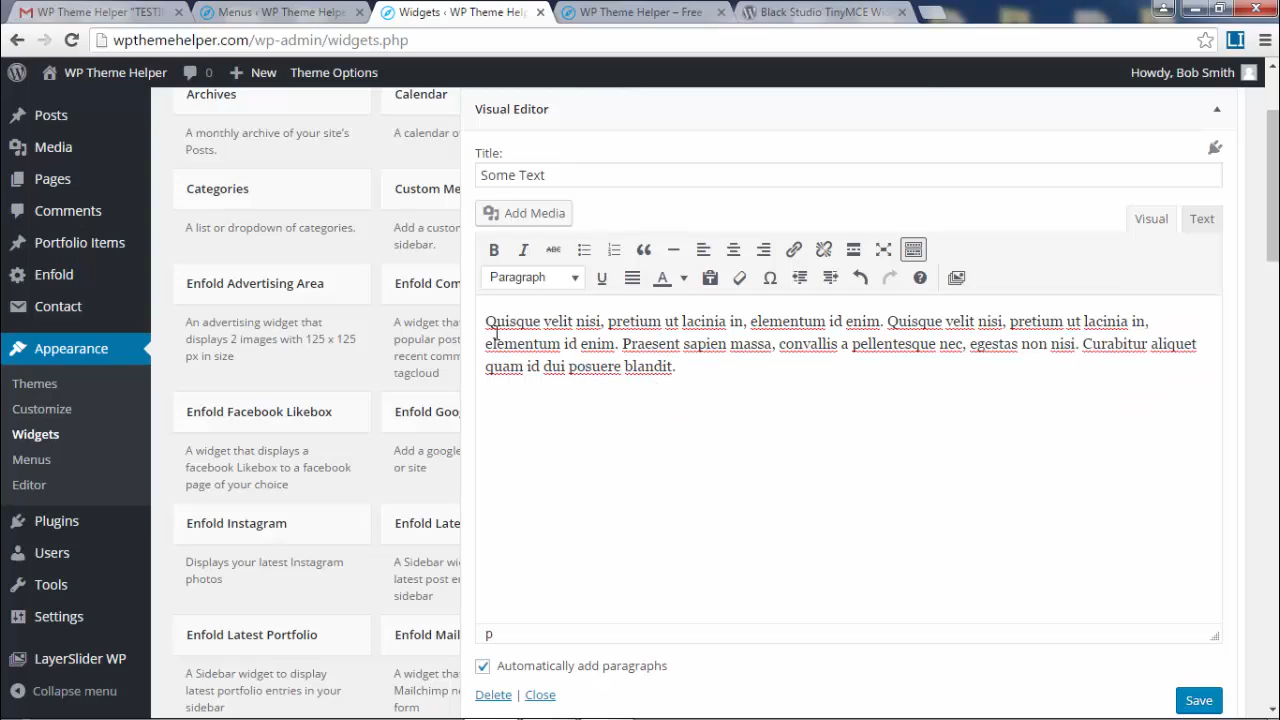 WP Theme Helper "TESTI
Menus ‹ WP Theme Help
Widgets ‹ WP Theme Help
WP Theme Helper – Free
Black Studio TinyMCE Wid
wpthemehelper.com/wp-admin/widgets.php
LI
WP Theme Helper
0
New
Theme Options
Howdy, Bob Smith
Posts
Media
Pages
Comments
Portfolio Items
Enfold
Contact
Appearance
Themes
Customize
Widgets
Menus
Editor
Plugins
Users
Tools
Settings
LayerSlider WP
Collapse menu
Archives
A monthly archive of your site's
Posts.
Categories
A list or dropdown of categories.
Enfold Advertising Area
An advertising widget that
displays 2 images with 125 x 125
px in size
Enfold Facebook Likebox
A widget that displays a
facebook Likebox to a facebook
page of your choice
Enfold Instagram
Displays your latest Instagram
photos
Enfold Latest Portfolio
A Sidebar widget to display
latest portfolio entries in your
sidebar
Calendar
A calendar o
Custom Me
Add a custo
sidebar.
Enfold Com
A widget tha
popular post
recent comm
tagcloud
Enfold Goo
Add a google
or site
Enfold Late
A Sidebar wi
latest post en
sidebar
Enfold Mail
A widget tha
Mailchimp ne
form
Visual Editor
Title:
Some Text
Add Media
Visual
Text
B
I
ABC
Paragraph
U
A
Ω
Quisque velit nisi, pretium ut lacinia in, elementum id enim. Quisque velit nisi, pretium ut lacinia in,
elementum id enim. Praesent sapien massa, convallis a pellentesque nec, egestas non nisi. Curabitur aliquet
quam id dui posuere blandit.
p
Automatically add paragraphs
Delete | Close
Save